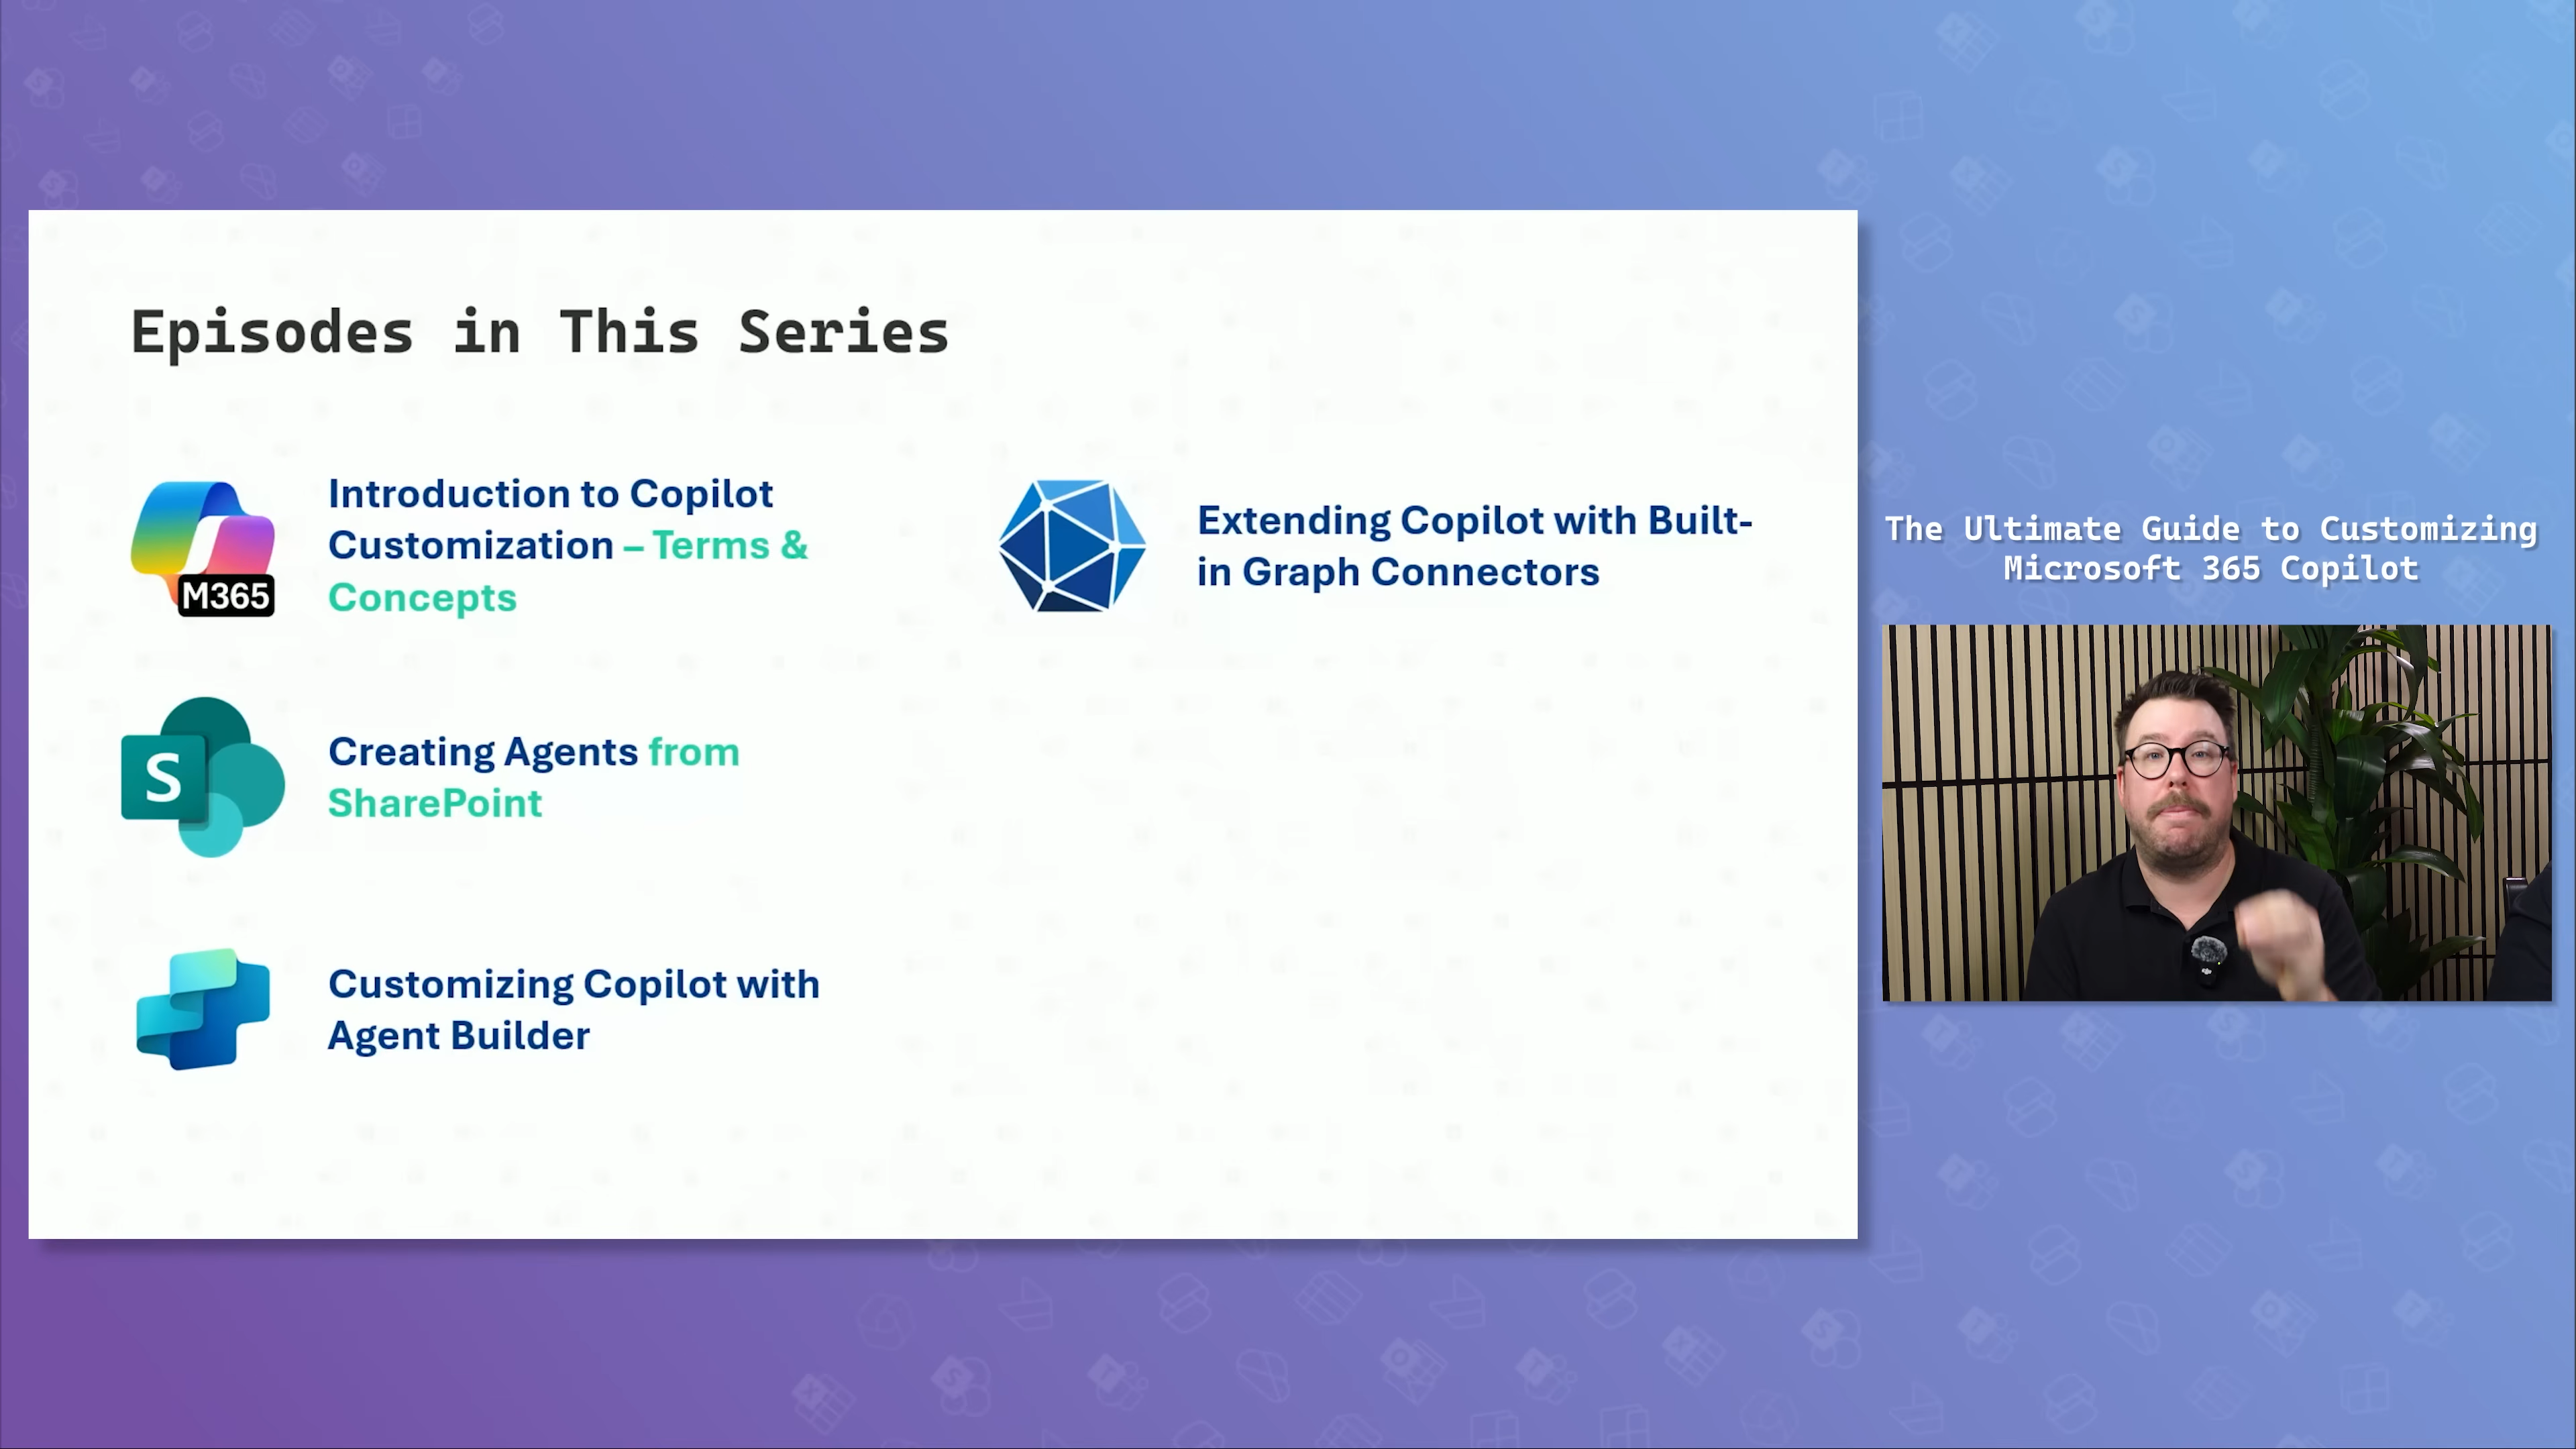 Episodes in This Series
Introduction to Copilot
Customization – Terms &
Concepts
M365
S
Creating Agents from
SharePoint
Customizing Copilot with
Agent Builder
Extending Copilot with Built-
in Graph Connectors
The Ultimate Guide to Customizing
Microsoft 365 Copilot